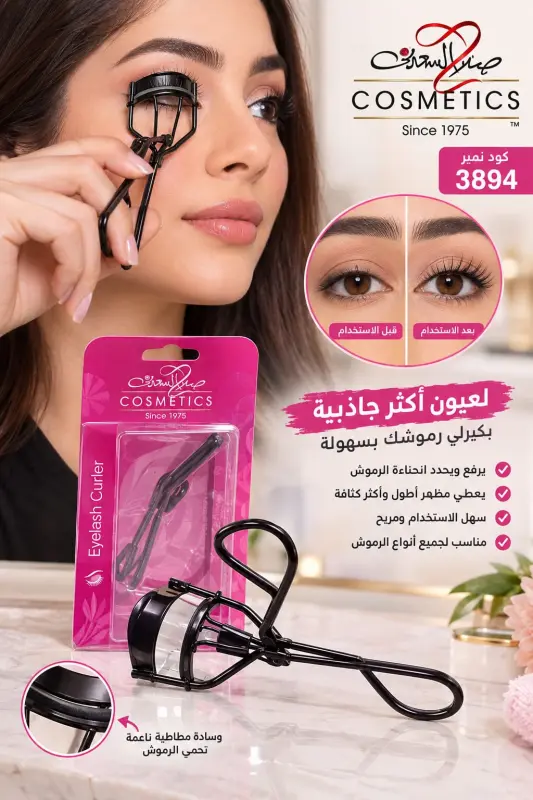 COSMETICS
TM
Since 1975
كود نمبر
3894
قبل الاستخدام
بعد الاستخدام
COSMETICS
Since 1975
Eyelash Curler
لعيون أكثر جاذبية
بكيرلي رموشك بسهولة
يرفع ويحدد انحناءة الرموش
يعطي مظهر أطول وأكثر كثافة
سهل الاستخدام ومريح
مناسب لجميع أنواع الرموش
وسادة مطاطية ناعمة
تحمي الرموش